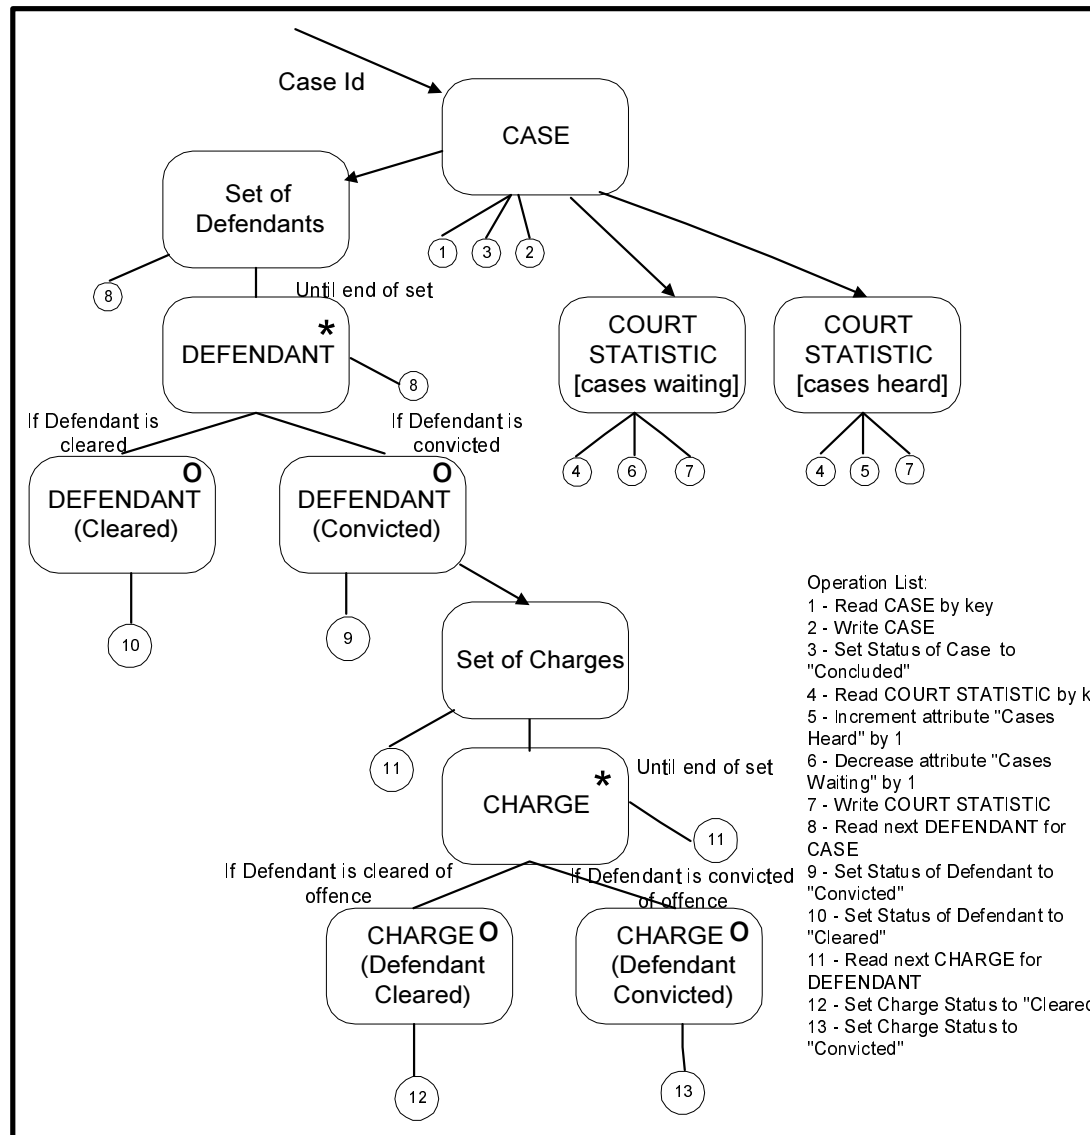 Case Id
CASE
Set of
Defendants
1
3
2
8
Until end of set
*
DEFENDANT
8
COURT
STATISTIC
[cases waiting]
COURT
STATISTIC
[cases heard]
If Defendant is
cleared
If Defendant is
convicted
4
6
7
4
5
7
O
DEFENDANT
(Cleared)
O
DEFENDANT
(Convicted)
10
9
Set of Charges
11
Until end of set
*
CHARGE
11
If Defendant is cleared of
offence
If Defendant is convicted
of offence
CHARGE O
(Defendant
Cleared)
CHARGE O
(Defendant
Convicted)
12
13
Operation List:
1 - Read CASE by key
2 - Write CASE
3 - Set Status of Case to
"Concluded"
4 - Read COURT STATISTIC by k
5 - Increment attribute "Cases
Heard" by 1
6 - Decrease attribute "Cases
Waiting" by 1
7 - Write COURT STATISTIC
8 - Read next DEFENDANT for
CASE
9 - Set Status of Defendant to
"Convicted"
10 - Set Status of Defendant to
"Cleared"
11 - Read next CHARGE for
DEFENDANT
12 - Set Charge Status to "Cleared
13 - Set Charge Status to
"Convicted"